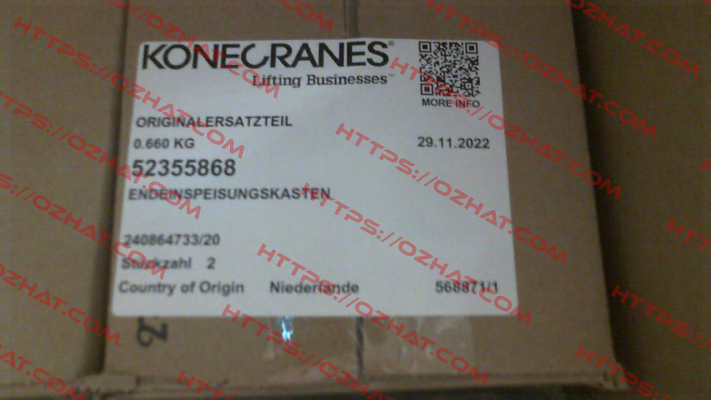 KONECRANES®
Lifting Businesses™
MORE INFO
ORIGINALERSATZTEIL
0.660 KG 29.11.2022
52355868
ENDEINSPEISUNGSKASTEN
240864733/20
Stückzahl 2
Country of Origin Niederlande 568871/1
HTTPS://OZHAT.COM